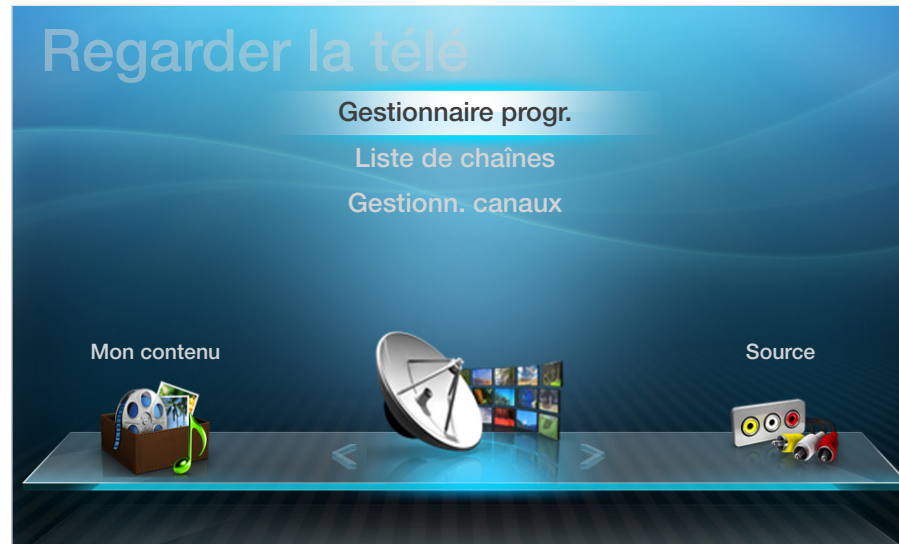 Regarder la télé
Gestionnaire progr.
Liste de chaînes
Gestionn. canaux
Mon contenu
Source